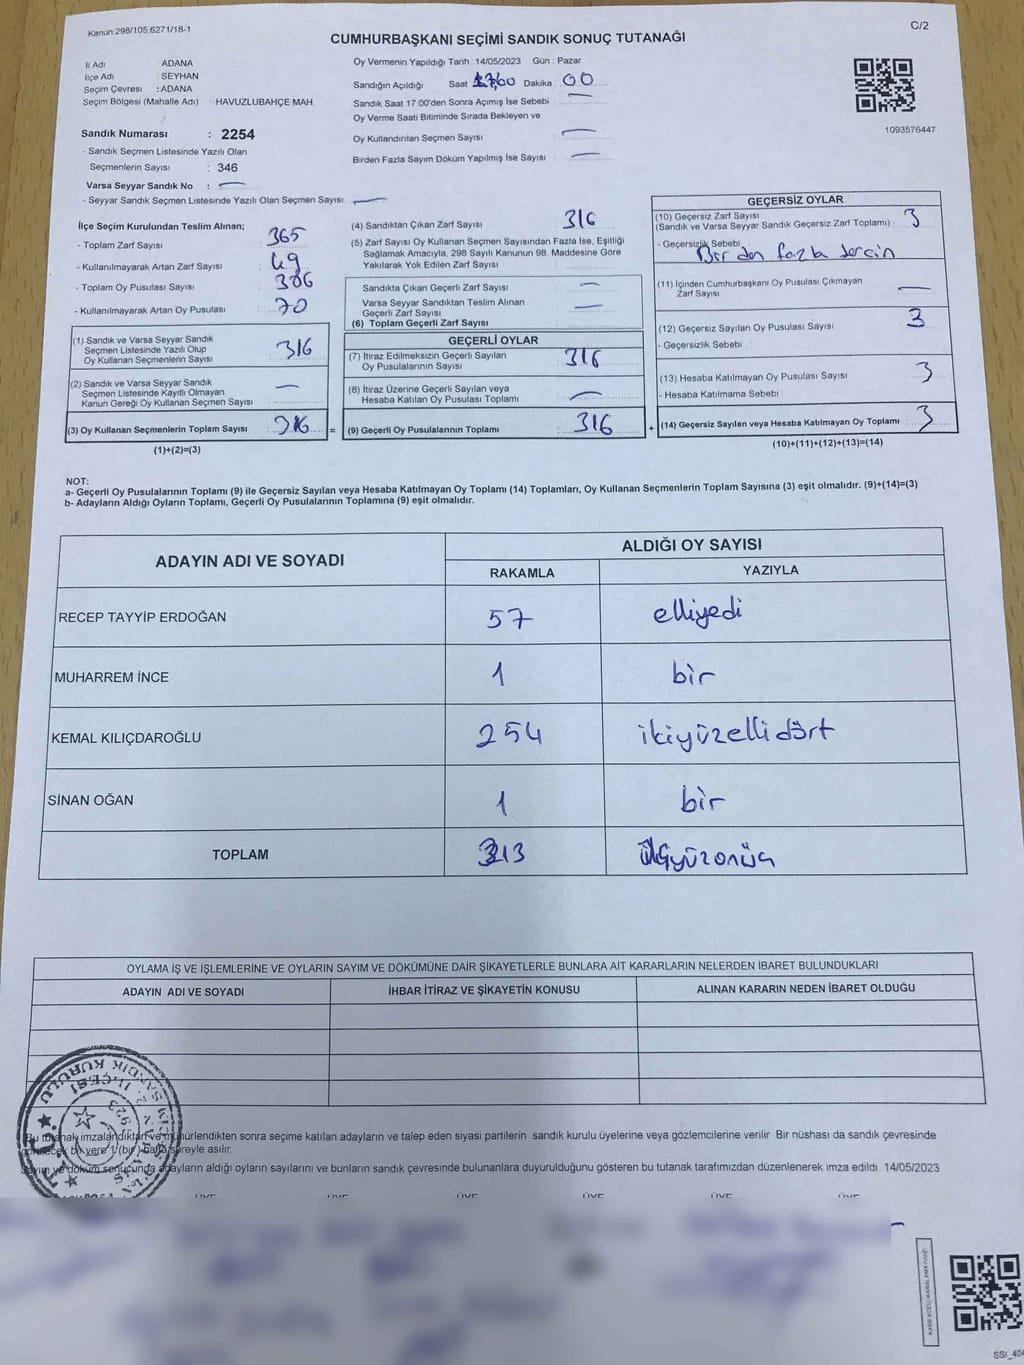 Kanun:298/105,6271/18-1
C/2
CUMHURBAŞKANI SEÇİMİ SANDIK SONUÇ TUTANAĞI
İl Adı ADANA
İlçe Adı SEYHAN
Seçim Çevresi : ADANA
Seçim Bölgesi (Mahalle Adı) : HAVUZLUBAHÇE MAH.
Sandık Numarası : 2254
- Sandık Seçmen Listesinde Yazılı Olan
Seçmenlerin Sayısı : 346
Varsa Seyyar Sandık No : —
- Seyyar Sandık Seçmen Listesinde Yazılı Olan Seçmen Sayısı: —
Oy Vermenin Yapıldığı Tarih : 14/05/2023 Gün : Pazar
Sandığın Açıldığı Saat 17,00 Dakika 00
Sandık Saat 17:00'den Sonra Açımış İse Sebebi —
Oy Verme Saati Bitiminde Sırada Bekleyen ve
Oy Kullandırılan Seçmen Sayısı —
Birden Fazla Sayım Döküm Yapılmış İse Sayısı : —
1093576447
İlçe Seçim Kurulundan Teslim Alınan;
- Toplam Zarf Sayısı : 365
- Kullanılmayarak Artan Zarf Sayısı : 49
- Toplam Oy Pusulası Sayısı : 386
- Kullanılmayarak Artan Oy Pusulası : 70
(1) Sandık ve Varsa Seyyar Sandık
Seçmen Listesinde Yazılı Olup
Oy Kullanan Seçmenlerin Sayısı : 316
(2) Sandık ve Varsa Seyyar Sandık
Seçmen Listesinde Kayıtlı Olmayan
Kanun Gereği Oy Kullanan Seçmen Sayısı : —
(3) Oy Kullanan Seçmenlerin Toplam Sayısı : 316 =
(1)+(2)=(3)
(4) Sandıktan Çıkan Zarf Sayısı : 316
(5) Zarf Sayısı Oy Kullanan Seçmen Sayısından Fazla İse, Eşitliği
Sağlamak Amacıyla, 298 Sayılı Kanunun 98. Maddesine Göre
Yakılarak Yok Edilen Zarf Sayısı :
Sandıkta Çıkan Geçerli Zarf Sayısı : —
Varsa Seyyar Sandıktan Teslim Alınan
Geçerli Zarf Sayısı : —
(6) Toplam Geçerli Zarf Sayısı :
GEÇERLİ OYLAR
(7) İtiraz Edilmeksizin Geçerli Sayılan
Oy Pusulalarının Sayısı : 316
(8) İtiraz Üzerine Geçerli Sayılan veya
Hesaba Katılan Oy Pusulası Toplamı : —
(9) Geçerli Oy Pusulalarının Toplamı : 316 +
GEÇERSİZ OYLAR
(10) Geçersiz Zarf Sayısı
(Sandık ve Varsa Seyyar Sandık Geçersiz Zarf Toplamı) : 3
- Geçersizlik Sebebi
Birden fazla tercih
(11) İçinden Cumhurbaşkanı Oy Pusulası Çıkmayan
Zarf Sayısı : —
(12) Geçersiz Sayılan Oy Pusulası Sayısı : 3
- Geçersizlik Sebebi :
(13) Hesaba Katılmayan Oy Pusulası Sayısı : 3
- Hesaba Katılmama Sebebi :
(14) Geçersiz Sayılan veya Hesaba Katılmayan Oy Toplamı : 3
(10)+(11)+(12)+(13)=(14)
NOT:
a- Geçerli Oy Pusulalarının Toplamı (9) ile Geçersiz Sayılan veya Hesaba Katılmayan Oy Toplamı (14) Toplamları, Oy Kullanan Seçmenlerin Toplam Sayısına (3) eşit olmalıdır. (9)+(14)=(3)
b- Adayların Aldığı Oyların Toplamı, Geçerli Oy Pusulalarının Toplamına (9) eşit olmalıdır.
ADAYIN ADI VE SOYADI
ALDIĞI OY SAYISI
RAKAMLA YAZIYLA
RECEP TAYYİP ERDOĞAN 57 elliyedi
MUHARREM İNCE 1 bir
KEMAL KILIÇDAROĞLU 254 ikiyüzellidört
SİNAN OĞAN 1 bir
TOPLAM 313 üçyüzonüç
OYLAMA İŞ VE İŞLEMLERİNE VE OYLARIN SAYIM VE DÖKÜMÜNE DAİR ŞİKAYETLERLE BUNLARA AİT KARARLARIN NELERDEN İBARET BULUNDUKLARI
ADAYIN ADI VE SOYADI İHBAR İTİRAZ VE ŞİKAYETİN KONUSU ALINAN KARARIN NEDEN İBARET OLDUĞU
Bu tutanak imzalandıktan ve mühürlendikten sonra seçime katılan adayların ve talep eden siyasi partilerin sandık kurulu üyelerine veya gözlemcilerine verilir. Bir nüshası da sandık çevresinde
görülecek bir yere 1 (bir) hafta süreyle asılır.
Sayım ve döküm sonucunda adayların aldığı oyların sayılarını ve bunların sandık çevresinde bulunanlara duyurulduğunu gösteren bu tutanak tarafımızdan düzenlenerek imza edildi. 14/05/2023
ÜYE ÜYE ÜYE ÜYE ÜYE ÜYE